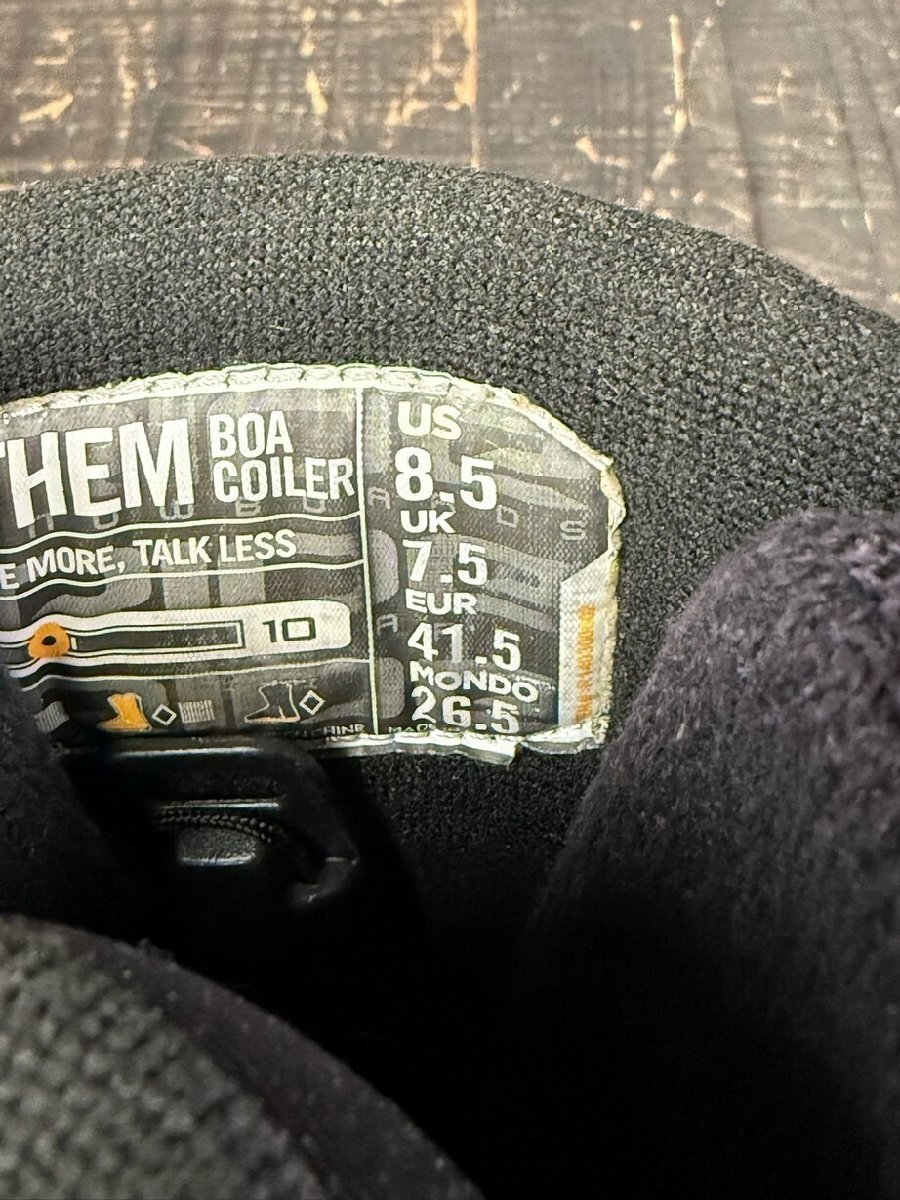 THEM BOA
COILER
E MORE, TALK LESS
10
US
8.5
UK
7.5
EUR
41.5
MONDO
26.5